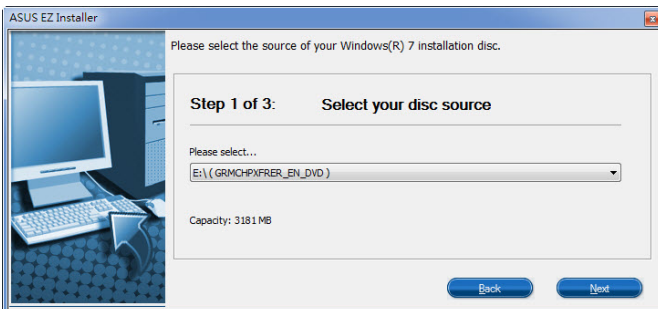 ASUS EZ Installer
Please select the source of your Windows(R) 7 installation disc.
Step 1 of 3: Select your disc source
Please select...
E:\ ( GRMCHPXFRER_EN_DVD )
Capacity: 3181 MB
Back Next